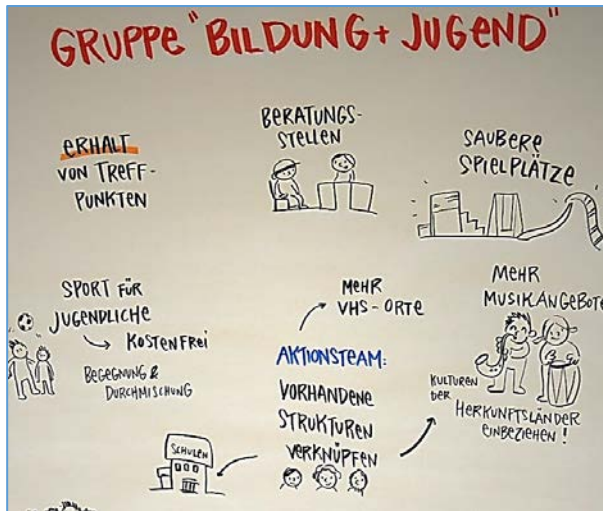 GRUPPE "BILDUNG + JUGEND"
ERHALT
VON TREFF-
PUNKTEN
BERATUNGS-
STELLEN
SAUBERE
SPIELPLÄTZE
SPORT FÜR
JUGENDLICHE
KOSTENFREI
BEGEGNUNG &
DURCHMISCHUNG
MEHR
VHS-ORTE
AKTIONSTEAM:
VORHANDENE
STRUKTUREN
VERKNÜPFEN
SCHULEN
MEHR
MUSIKANGEBOTE
KULTUREN
DER
HERKUNFTSLÄNDER
EINBEZIEHEN!